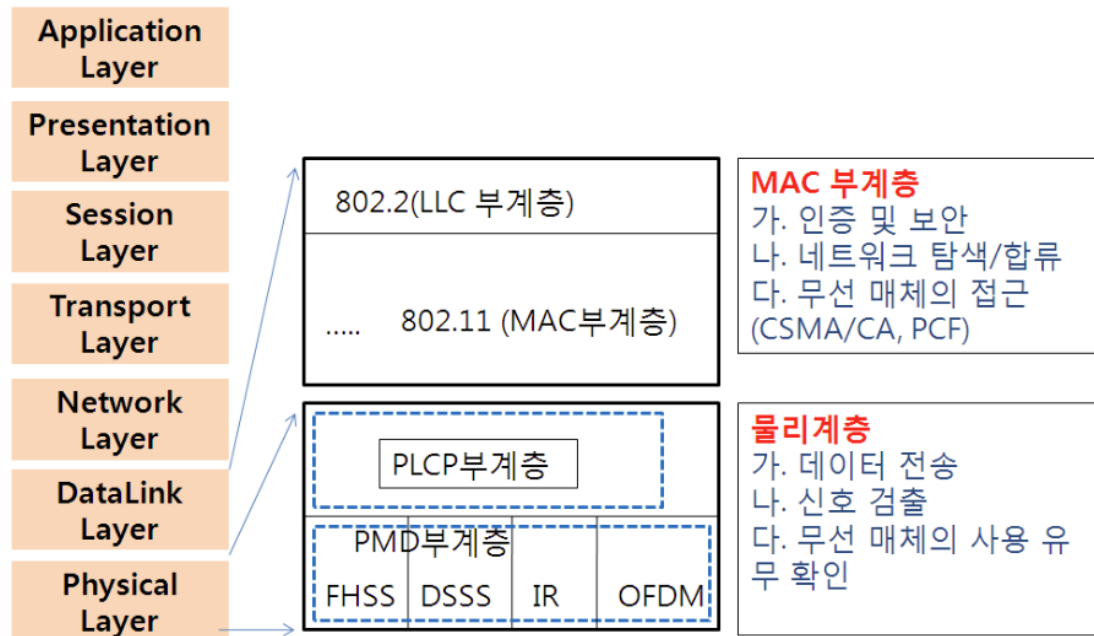 Application
Layer
Presentation
Layer
Session
Layer
Transport
Layer
Network
Layer
DataLink
Layer
Physical
Layer
802.2(LLC 부계층)
..... 802.11 (MAC부계층)
PLCP부계층
PMD부계층
FHSS DSSS IR OFDM
MAC 부계층
가. 인증 및 보안
나. 네트워크 탐색/합류
다. 무선 매체의 접근
(CSMA/CA, PCF)
물리계층
가. 데이터 전송
나. 신호 검출
다. 무선 매체의 사용 유
무 확인